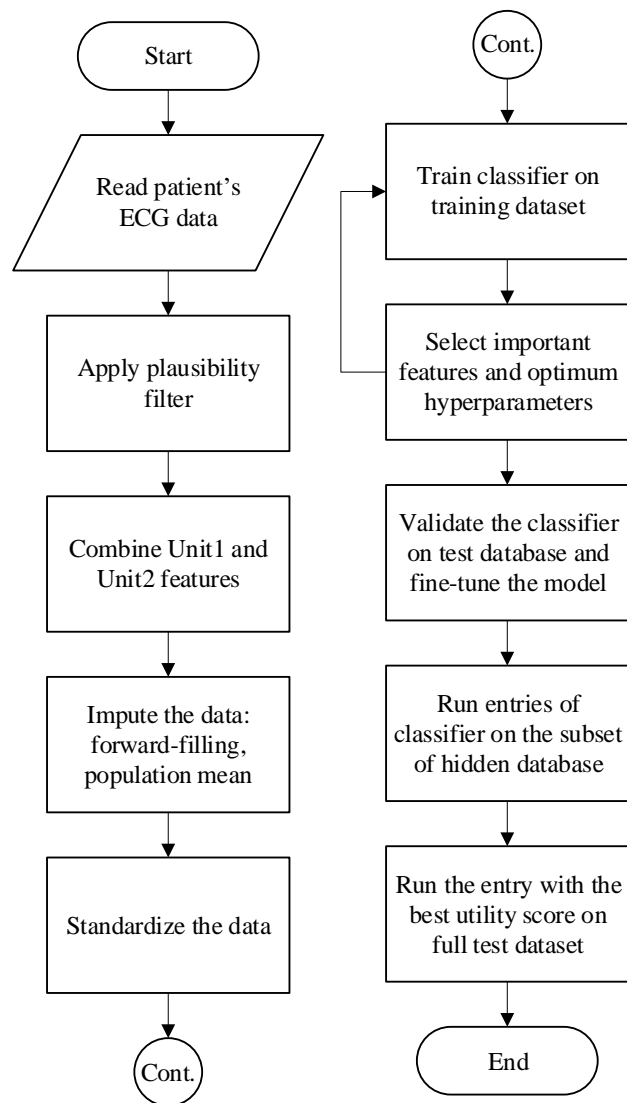 Start
Read patient’s
ECG data
Apply plausibility
filter
Combine Unit1 and
Unit2 features
Impute the data:
forward-filling,
population mean
Standardize the data
Cont.
Cont.
Train classifier on
training dataset
Select important
features and optimum
hyperparameters
Validate the classifier
on test database and
fine-tune the model
Run entries of
classifier on the subset
of hidden database
Run the entry with the
best utility score on
full test dataset
End